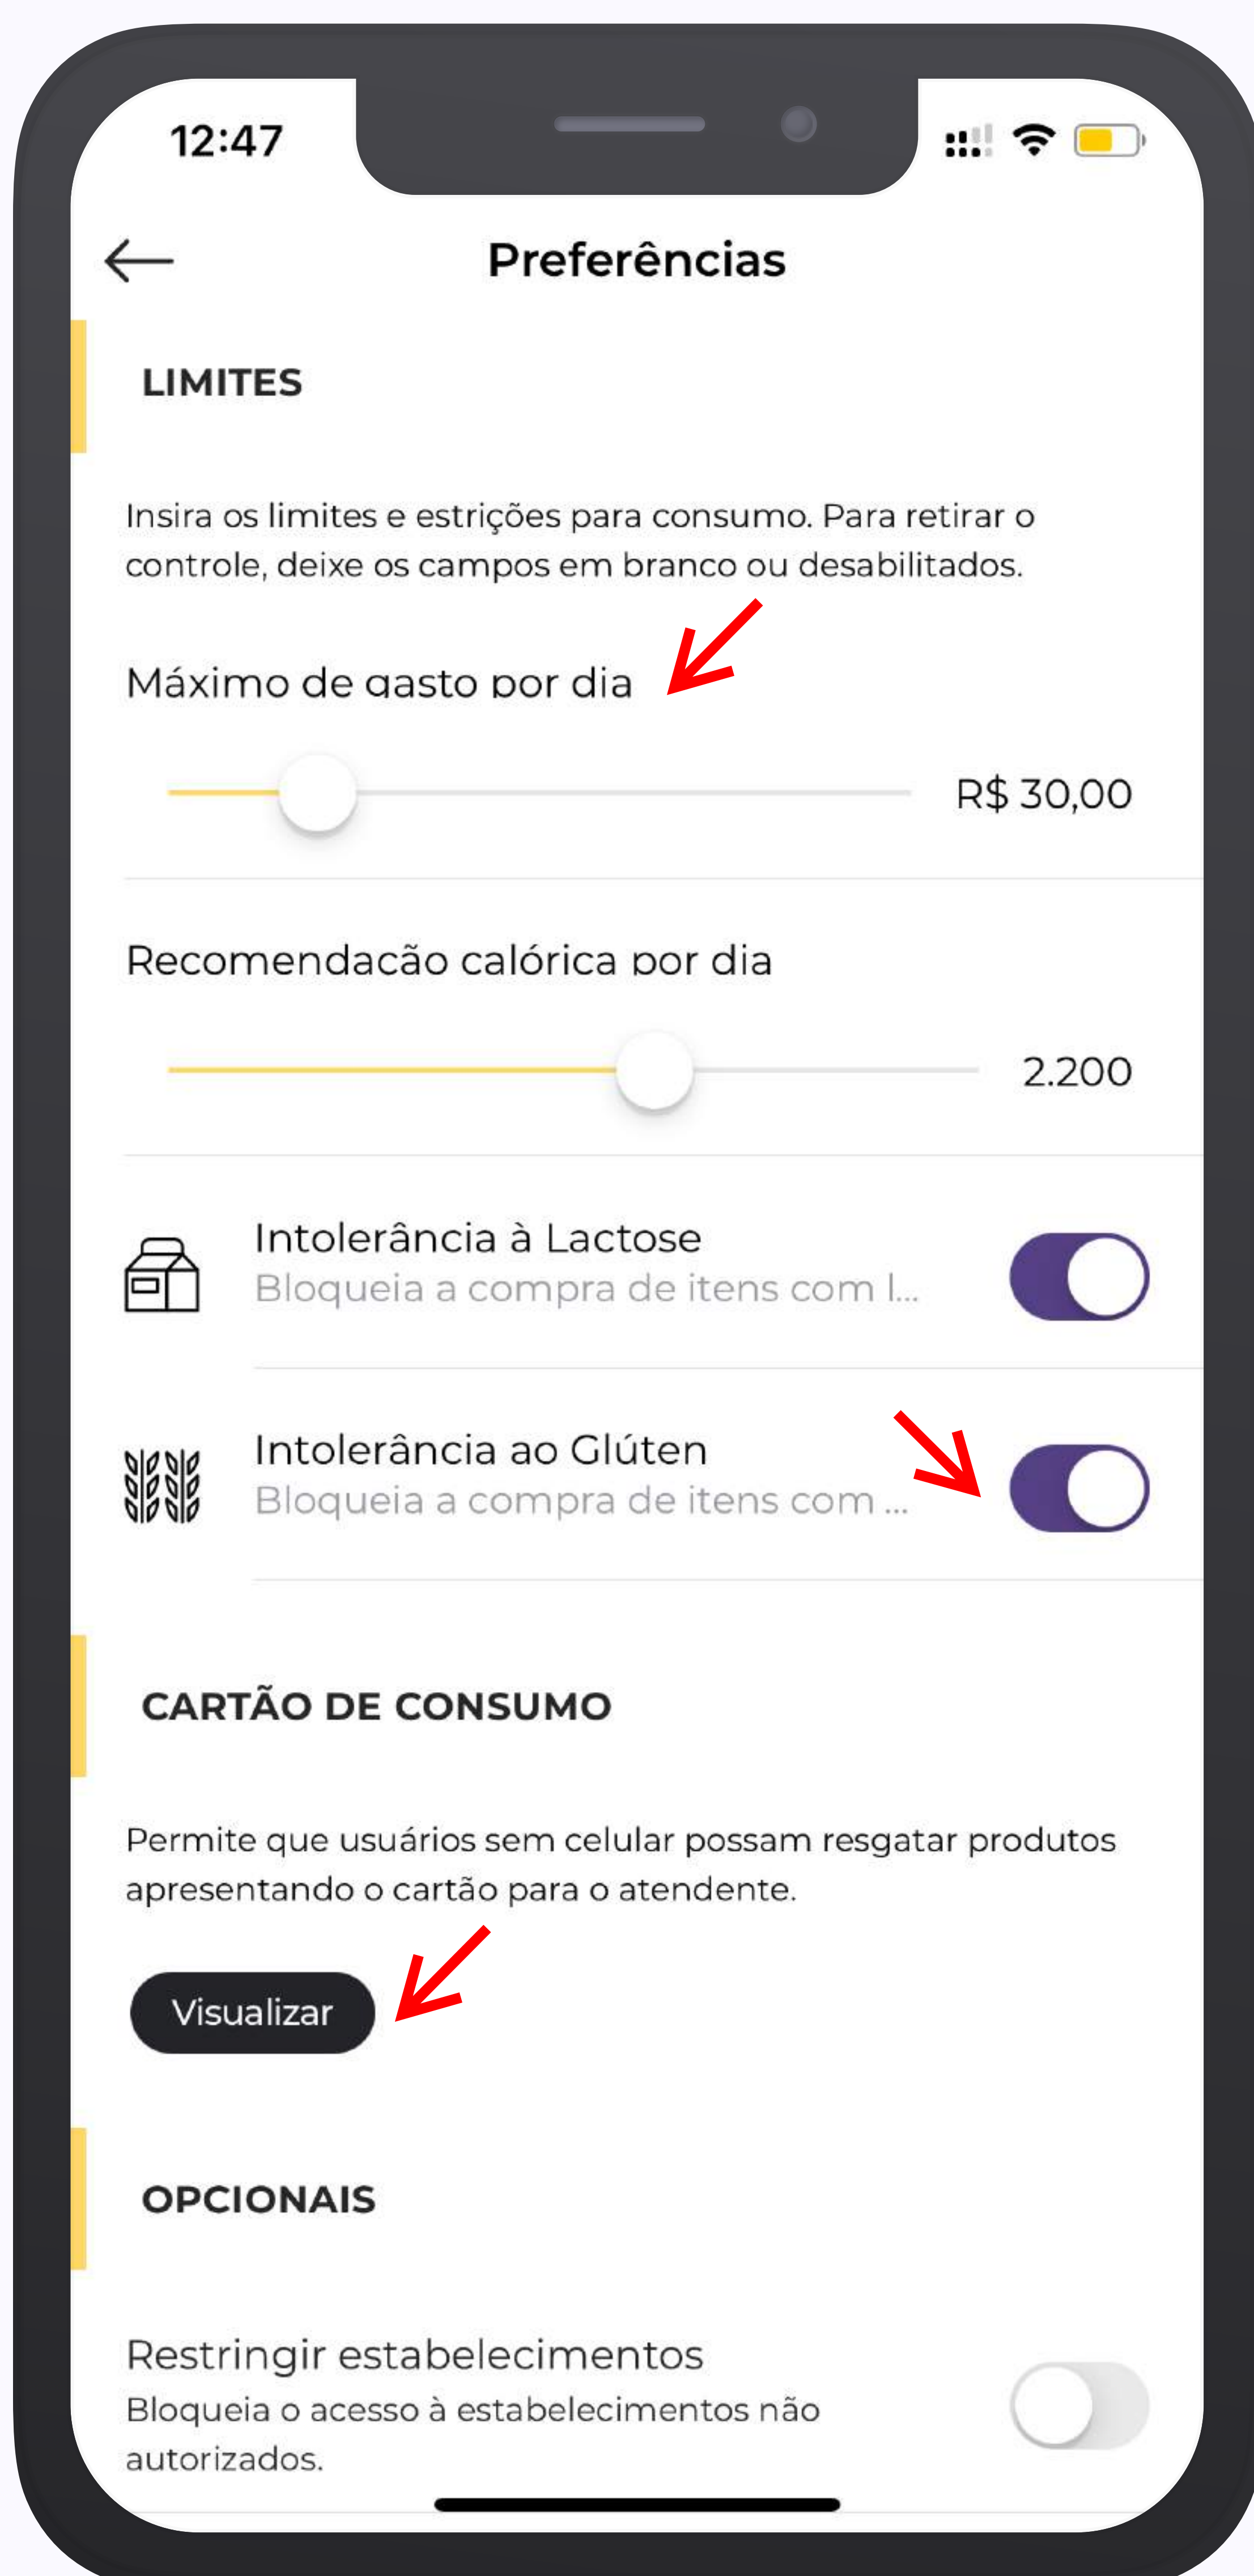 12:47
Preferências
LIMITES
Insira os limites e estrições para consumo. Para retirar o
controle, deixe os campos em branco ou desabilitados.
Máximo de gasto por dia
R$ 30,00
Recomendação calórica por dia
2.200
Intolerância à Lactose
Bloqueia a compra de itens com l...
Intolerância ao Glúten
Bloqueia a compra de itens com ...
CARTÃO DE CONSUMO
Permite que usuários sem celular possam resgatar produtos
apresentando o cartão para o atendente.
Visualizar
OPCIONAIS
Restringir estabelecimentos
Bloqueia o acesso à estabelecimentos não
autorizados.